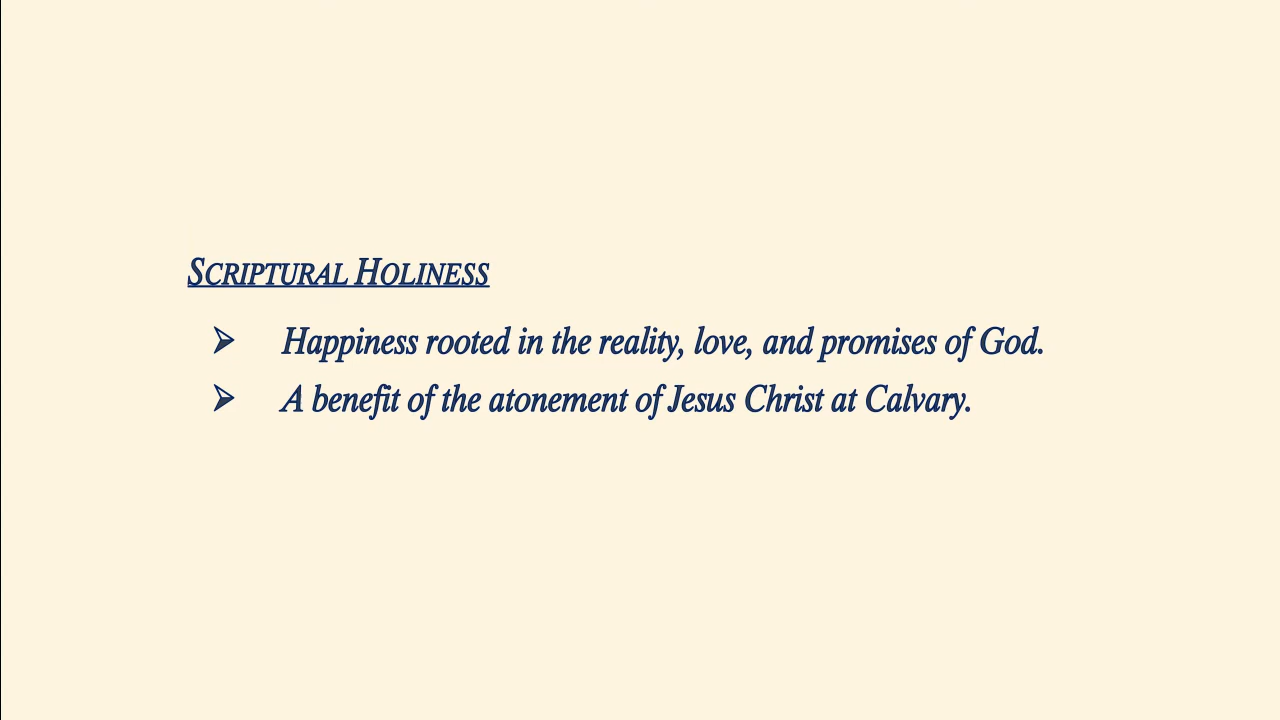 SCRIPTURAL HOLINESS
➢ Happiness rooted in the reality, love, and promises of God.
➢ A benefit of the atonement of Jesus Christ at Calvary.